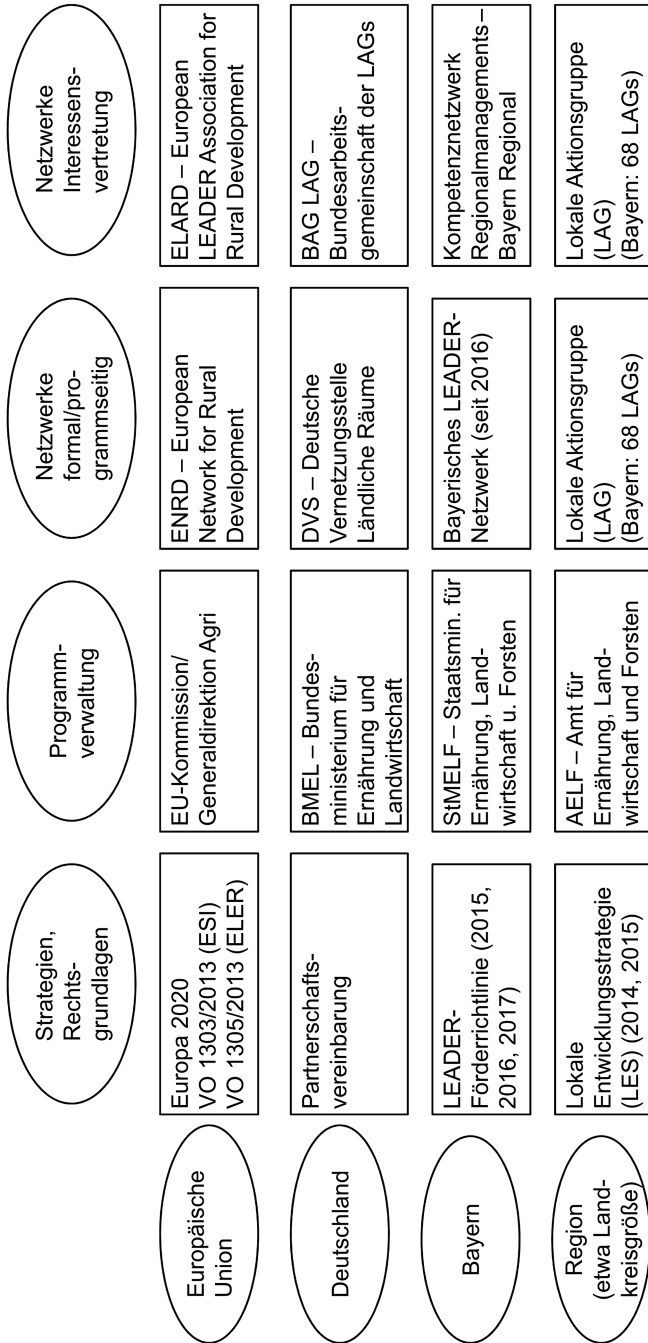 Strategien,
Rechts-
grundlagen
Programm-
verwaltung
Netzwerke
formal/pro-
grammseitig
Netzwerke
Interessens-
vertretung
Europäische
Union
Europa 2020
VO 1303/2013 (ESI)
VO 1305/2013 (ELER)
EU-Kommission/
Generaldirektion Agri
ENRD – European
Network for Rural
Development
ELARD – European
LEADER Association for
Rural Development
Deutschland
Partnerschafts-
vereinbarung
BMEL – Bundes-
ministerium für
Ernährung und
Landwirtschaft
DVS – Deutsche
Vernetzungsstelle
Ländliche Räume
BAG LAG –
Bundesarbeits-
gemeinschaft der LAGs
Bayern
LEADER-
Förderrichtlinie (2015,
2016, 2017)
StMELF – Staatsmin. für
Ernährung, Land-
wirtschaft u. Forsten
Bayerisches LEADER-
Netzwerk (seit 2016)
Kompetenznetzwerk
Regionalmanagements –
Bayern Regional
Region
(etwa Land-
kreisgröße)
Lokale
Entwicklungsstrategie
(LES) (2014, 2015)
AELF – Amt für
Ernährung, Land-
wirtschaft und Forsten
Lokale Aktionsgruppe
(LAG)
(Bayern: 68 LAGs)
Lokale Aktionsgruppe
(LAG)
(Bayern: 68 LAGs)